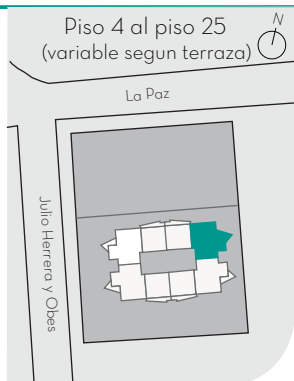 Piso 4 al piso 25
(variable segun terraza)
N
La Paz
Julio Herrera y Obes